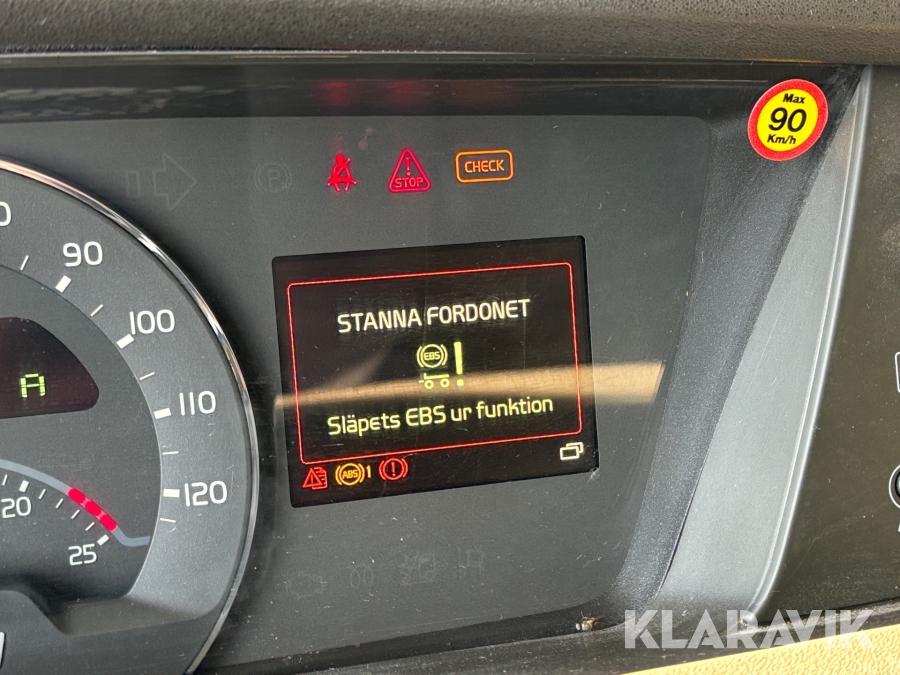 Max
90
Km/h
P
STOP
CHECK
90
100
110
120
A
20
25
STANNA FORDONET
EBS
!
Släpets EBS ur funktion
ABS 1
KLARAVIK